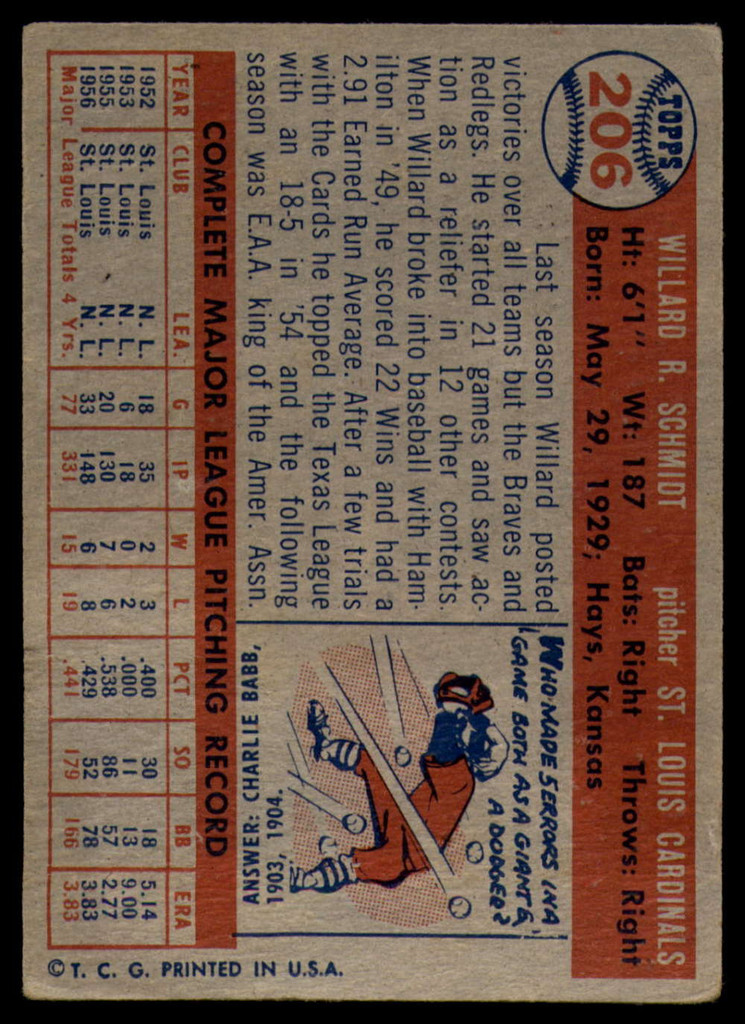 TOPPS
206
WILLARD R. SCHMIDT pitcher ST. LOUIS CARDINALS
Ht: 6'1" Wt: 187 Bats: Right Throws: Right
Born: May 29, 1929; Hays, Kansas
Last season Willard posted
victories over all teams but the Braves and
Redlegs. He started 21 games and saw ac-
tion as a reliefer in 12 other contests.
When Willard broke into baseball with Ham-
ilton in '49, he scored 22 Wins and had a
2.91 Earned Run Average. After a few trials
with the Cards he topped the Texas League
with an 18-5 in '54 and the following
season was E.A.A. king of the Amer. Assn.
WHO MADE 5 ERRORS IN A
GAME BOTH AS A GIANT &
A DODGER?
ANSWER: CHARLIE BABB,
1903, 1904.
COMPLETE MAJOR LEAGUE PITCHING RECORD
YEAR CLUB LEA. G IP W L PCT SO BB ERA
1952 St. Louis N. L. 18 35 2 3 .400 30 18 5.14
1953 St. Louis N. L. 6 18 0 2 .000 11 13 9.00
1955 St. Louis N. L. 20 130 7 6 .538 86 57 2.77
1956 St. Louis N. L. 33 148 6 8 .429 52 78 3.83
Major League Totals 4 Yrs. 77 331 15 19 .441 179 166 3.83
© T. C. G. PRINTED IN U.S.A.